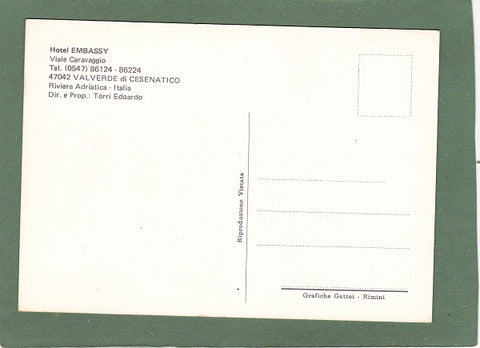 Hotel EMBASSY
Viale Caravaggio
Tel. (0547) 86124 - 86224
47042 VALVERDE di CESENATICO
Riviera Adriatica - Italia
Dir. e Prop.: Torri Edoardo
Riproduzione Vietata
Grafiche Gattei - Rimini